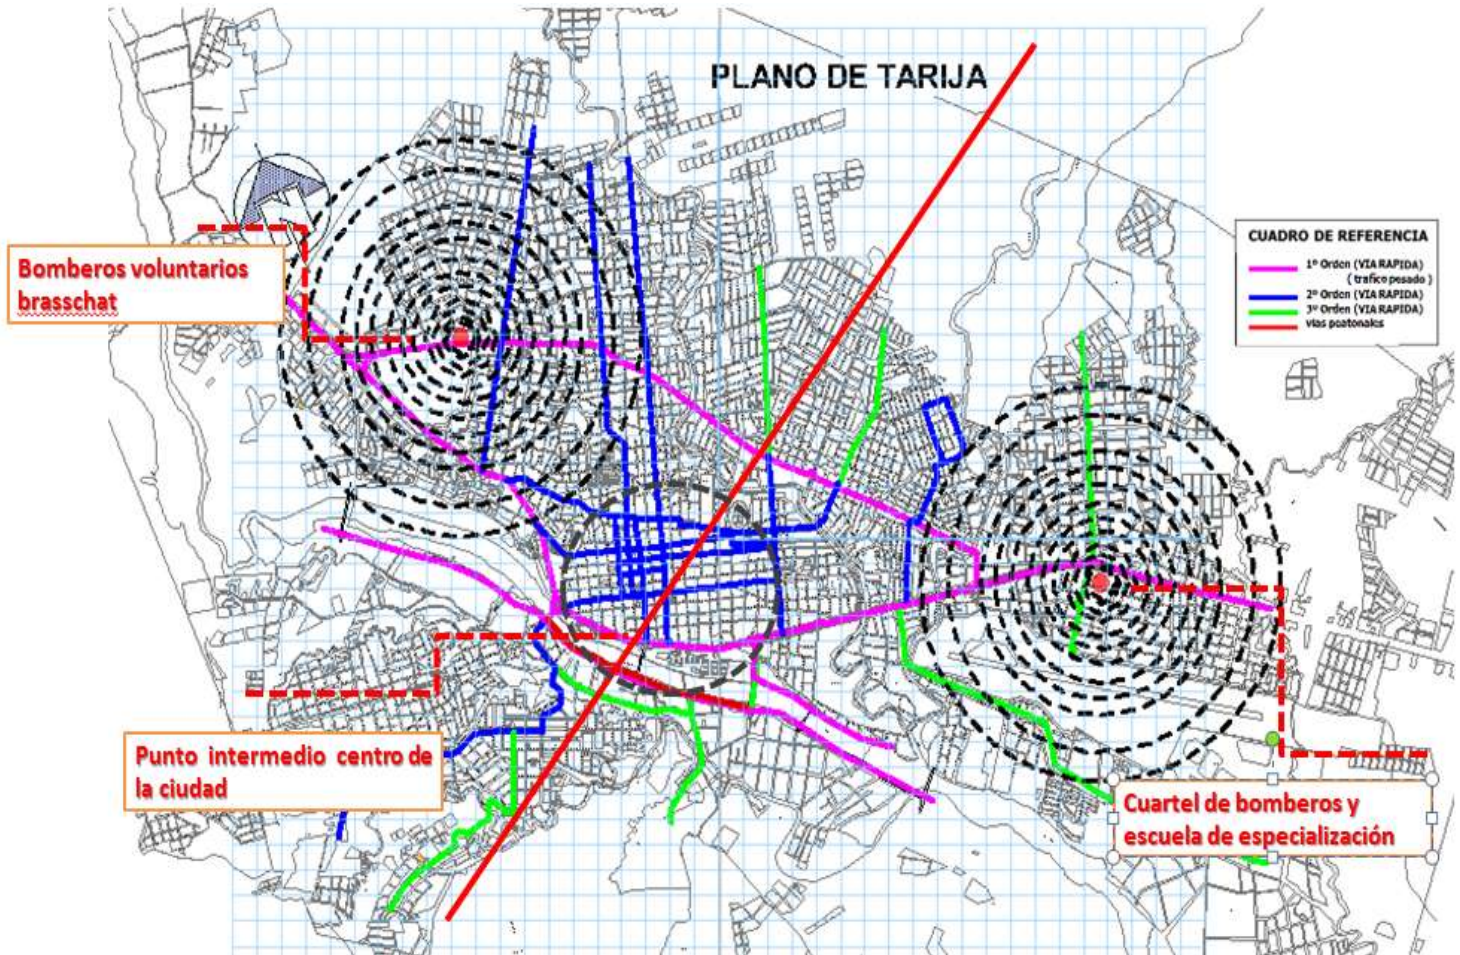 PLANO DE TARIJA
Bomberos voluntarios
brasschat
CUADRO DE REFERENCIA
1º Orden (VIA RAPIDA)
( trafico pesado )
2º Orden (VIA RAPIDA)
3º Orden (VIA RAPIDA)
vias peatonales
Punto intermedio centro de
la ciudad
Cuartel de bomberos y
escuela de especialización